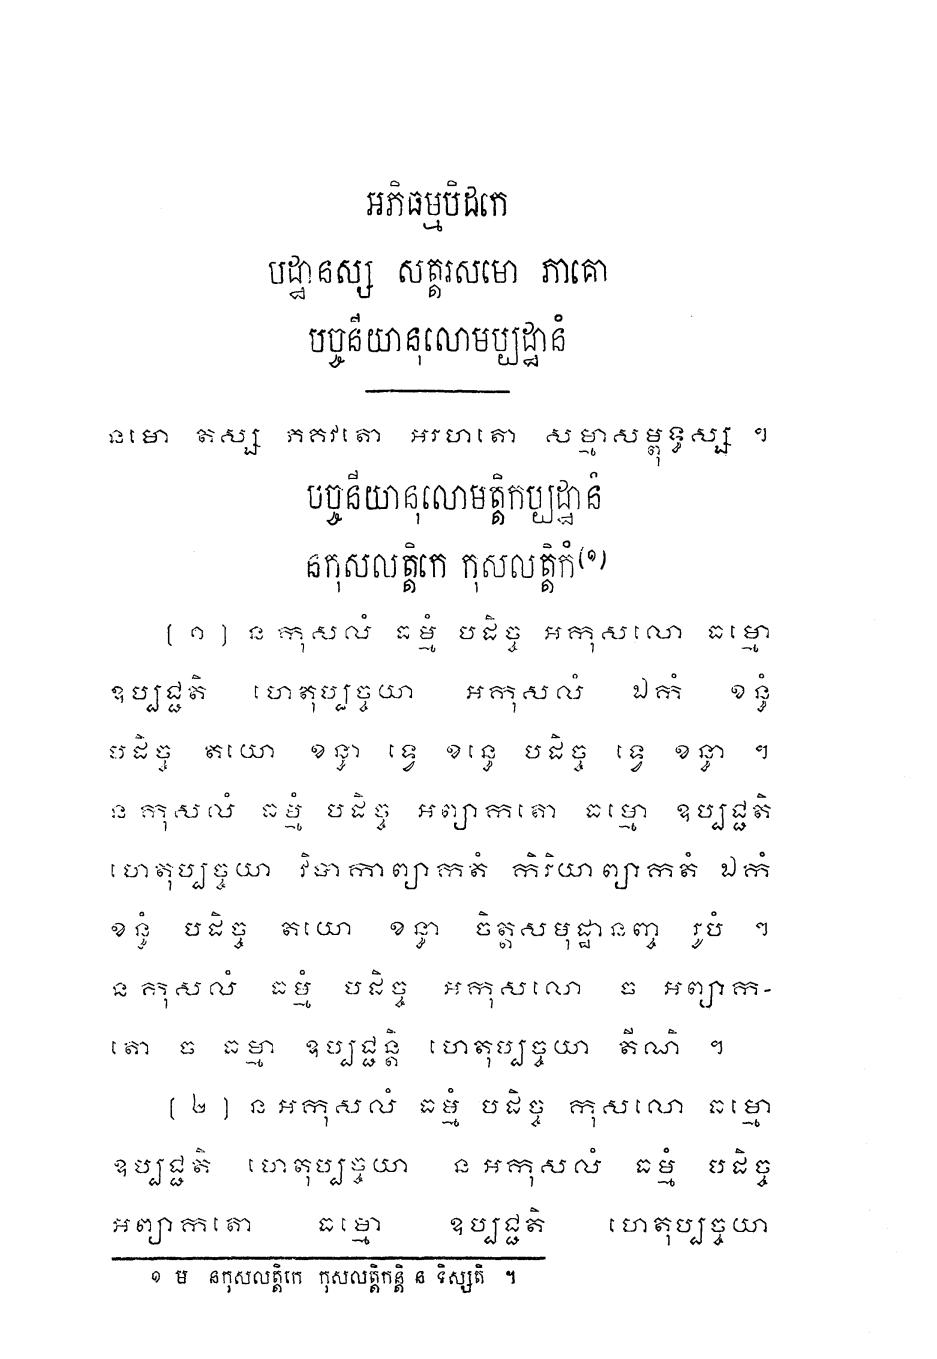 អភិធម្មបិដកេ
បដ្ឋានស្ស សត្តរសមោ ភាគោ
បច្ចនីយានុលោមប្បដ្ឋានំ
នមោ តស្ស ភគវតោ អរហតោ សម្មាសម្ពុទ្ធស្ស ។
បច្ចនីយានុលោមត្តិកប្បដ្ឋានំ
នកុសលត្តិកេ កុសលត្តិកំ(១)
(១) ន កុសលំ ធម្មំ បដិច្ច អកុសលោ ធម្មោ
ឧប្បជ្ជតិ ហេតុប្បច្ចយា អកុសលំ ឯកំ ខន្ធំ
បដិច្ច តយោ ខន្ធា ទ្វេ ខន្ធេ បដិច្ច ទ្វេ ខន្ធា ។
ន កុសលំ ធម្មំ បដិច្ច អព្យាកតោ ធម្មោ ឧប្បជ្ជតិ
ហេតុប្បច្ចយា វិបាកាព្យាកតំ កិរិយាព្យាកតំ ឯកំ
ខន្ធំ បដិច្ច តយោ ខន្ធា ចិត្តសមុដ្ឋានញ្ច រូបំ ។
ន កុសលំ ធម្មំ បដិច្ច អកុសលោ ច អព្យាក-
តោ ច ធម្មា ឧប្បជ្ជន្តិ ហេតុប្បច្ចយា តីណិ ។
(២) ន អកុសលំ ធម្មំ បដិច្ច កុសលោ ធម្មោ
ឧប្បជ្ជតិ ហេតុប្បច្ចយា ន អកុសលំ ធម្មំ បដិច្ច
អព្យាកតោ ធម្មោ ឧប្បជ្ជតិ ហេតុប្បច្ចយា
១ ម នកុសលត្តិកេ កុសលត្តិកន្តិ ន ទិស្សតិ ។